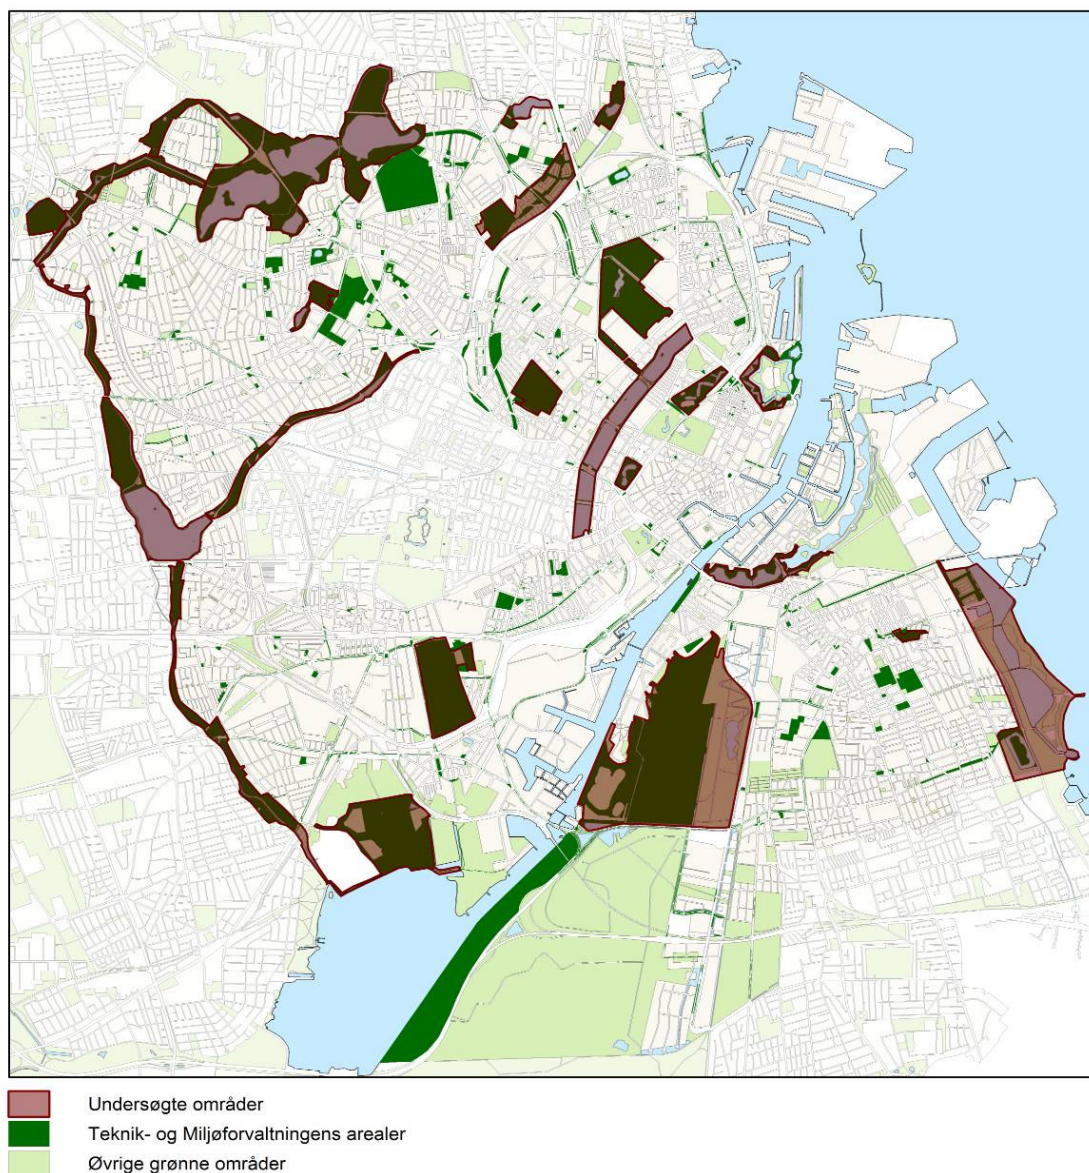 Undersøgte områder
Teknik- og Miljøforvaltningens arealer
Øvrige grønne områder